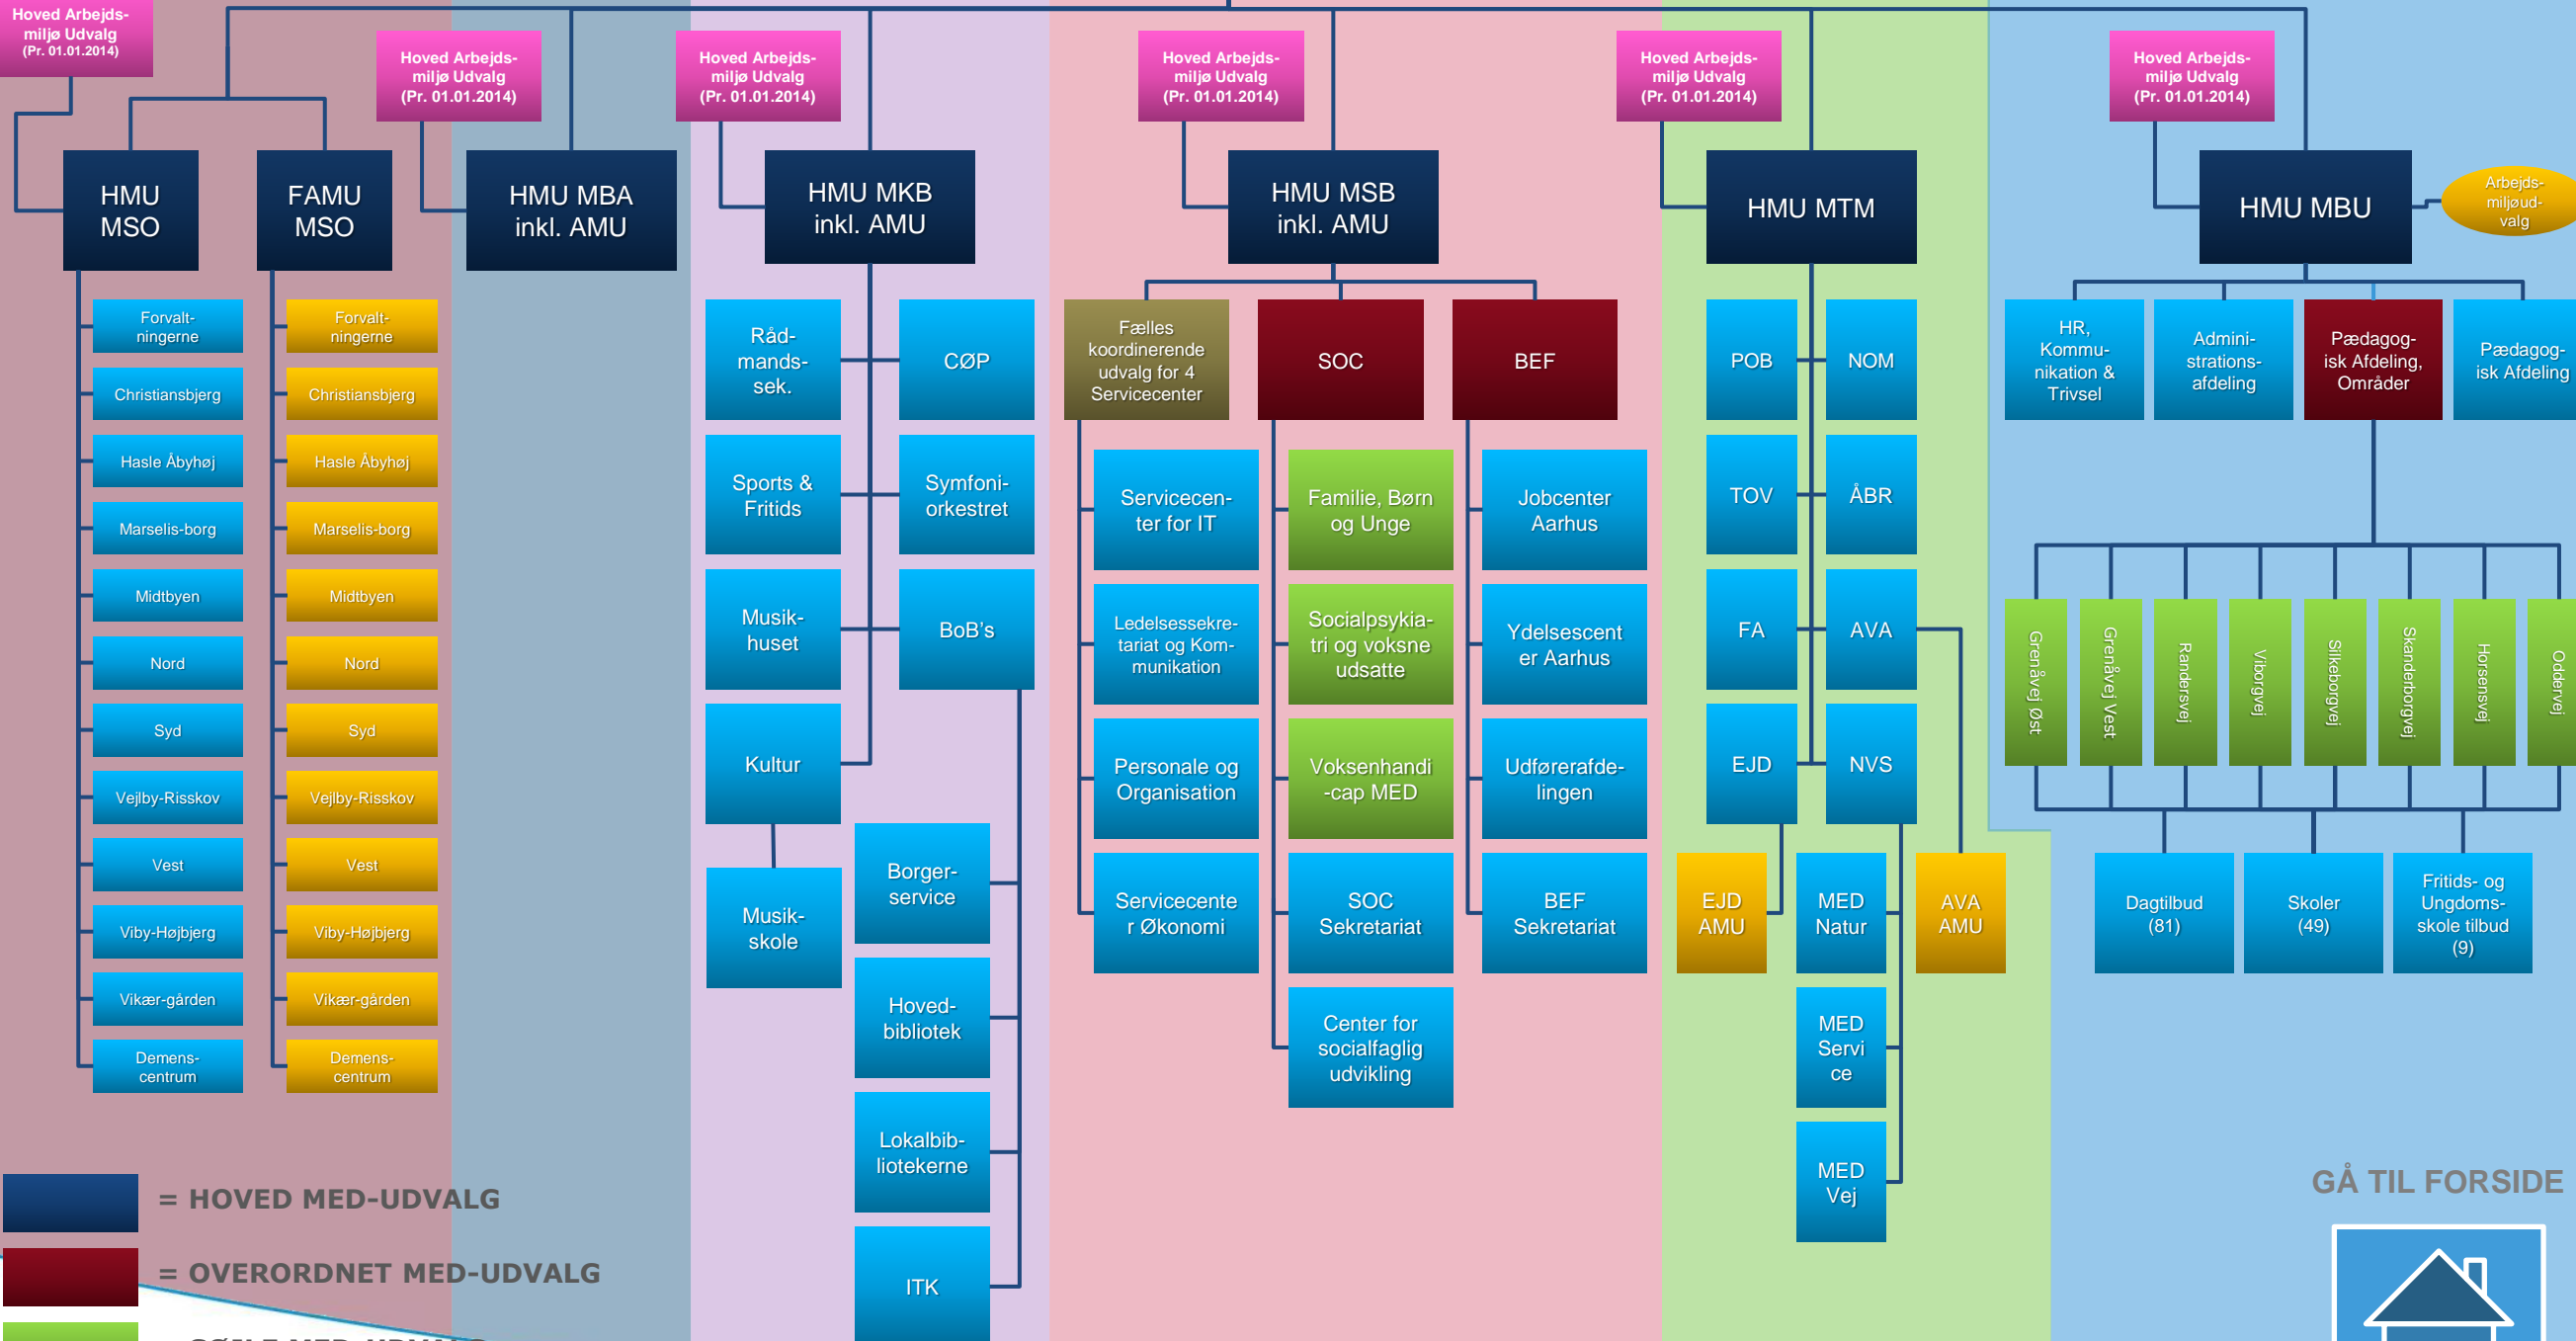 Hoved Arbejds-
miljø Udvalg
(Pr. 01.01.2014)
Hoved Arbejds-
miljø Udvalg
(Pr. 01.01.2014)
Hoved Arbejds-
miljø Udvalg
(Pr. 01.01.2014)
Hoved Arbejds-
miljø Udvalg
(Pr. 01.01.2014)
Hoved Arbejds-
miljø Udvalg
(Pr. 01.01.2014)
Hoved Arbejds-
miljø Udvalg
(Pr. 01.01.2014)
HMU
MSO
FAMU
MSO
HMU MBA
inkl. AMU
HMU MKB
inkl. AMU
HMU MSB
inkl. AMU
HMU MTM
HMU MBU
Arbejds-
miljøud-
valg
Forvalt-
ningerne
Christiansbjerg
Hasle Åbyhøj
Marselis-borg
Midtbyen
Nord
Syd
Vejlby-Risskov
Vest
Viby-Højbjerg
Vikær-gården
Demens-
centrum
Forvalt-
ningerne
Christiansbjerg
Hasle Åbyhøj
Marselis-borg
Midtbyen
Nord
Syd
Vejlby-Risskov
Vest
Viby-Højbjerg
Vikær-gården
Demens-
centrum
Råd-
mands-
sek.
CØP
Sports &
Fritids
Symfoni-
orkestret
Musik-
huset
BoB's
Kultur
Musik-
skole
Borger-
service
Hoved-
bibliotek
Lokalbib-
liotekerne
ITK
Fælles
koordinerende
udvalg for 4
Servicecenter
SOC
BEF
Servicecen-
ter for IT
Ledelsessekre-
tariat og Kom-
munikation
Personale og
Organisation
Servicecente
r Økonomi
Familie, Børn
og Unge
Socialpsykia-
tri og voksne
udsatte
Voksenhandi
-cap MED
SOC
Sekretariat
Center for
socialfaglig
udvikling
Jobcenter
Aarhus
Ydelsescent
er Aarhus
Udførerafde-
lingen
BEF
Sekretariat
POB
NOM
TOV
ÅBR
FA
AVA
EJD
NVS
EJD
AMU
MED
Natur
AVA
AMU
MED
Servi
ce
MED
Vej
HR,
Kommu-
nikation &
Trivsel
Admini-
strations-
afdeling
Pædagog-
isk Afdeling,
Områder
Pædagog-
isk Afdeling
Grenåvej Øst
Grenåvej Vest
Randersvej
Viborgvej
Silkeborgvej
Skanderborgvej
Horsensvej
Oddervej
Dagtilbud
(81)
Skoler
(49)
Fritids- og
Ungdoms-
skole tilbud
(9)
= HOVED MED-UDVALG
= OVERORDNET MED-UDVALG
GÅ TIL FORSIDE